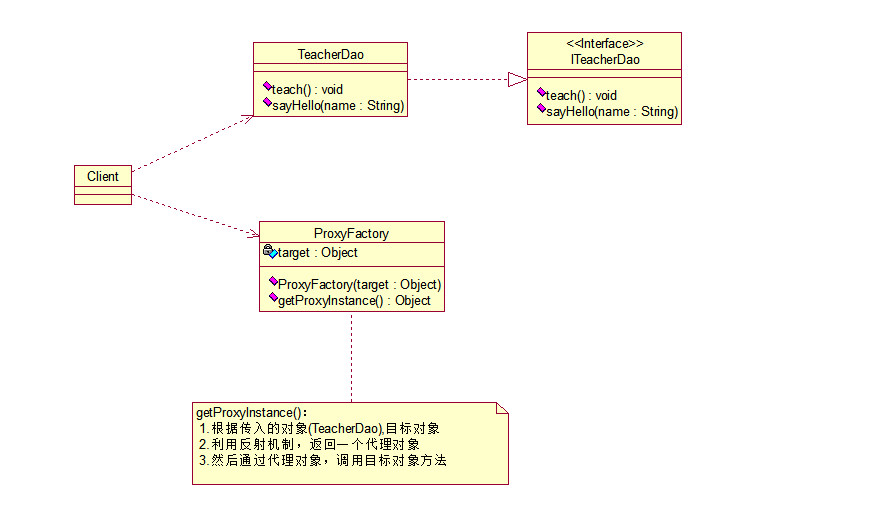 TeacherDao
teach() : void
sayHello(name : String)
<<Interface>>
ITeacherDao
teach() : void
sayHello(name : String)
Client
ProxyFactory
target : Object
ProxyFactory(target : Object)
getProxyInstance() : Object
getProxyInstance():
1.根据传入的对象(TeacherDao),目标对象
2.利用反射机制，返回一个代理对象
3.然后通过代理对象，调用目标对象方法